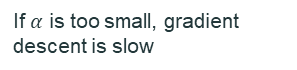 If 𝛼 is too small, gradient
descent is slow